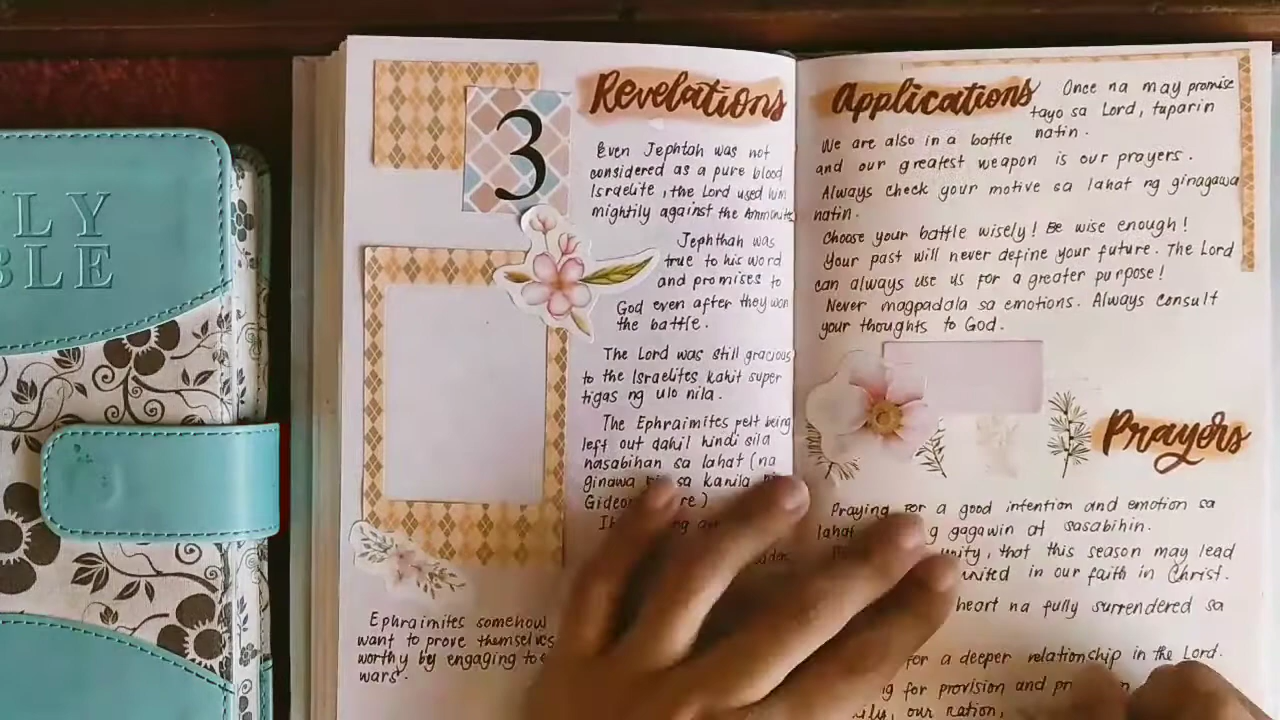 LY
BLE
3
Revelations
Even Jephtah was not
considered as a pure blood
Israelite, the Lord used him
mightily against the Ammonites
Jephthah was
true to his word
and promises to
God even after they won
the battle.
The Lord was still gracious
to the Israelites kahit super
tigas ng ulo nila.
The Ephraimites pelt being
left out dahil hindi sila
nasabihan sa lahat (na
ginawa sa kanila
Ephraimites somehow
want to prove themselves
worthy by engaging to
wars.
Applications
Once na may promise
tayo sa Lord, tuparin
natin.
We are also in a battle
and our greatest weapon is our prayers.
Always check your motive sa lahat ng ginagawa
natin.
Choose your battle wisely! Be wise enough!
Your past will never define your future. The Lord
can always use us for a greater purpose!
Never magpadala sa emotions. Always consult
your thoughts to God.
Prayers
Praying for a good intention and emotion sa
lahat gagawin at sasabihin.
that this season may lead
united in our faith in Christ.
heart na fully surrendered sa
for a deeper relationship in the Lord.
for provision and
our nation,